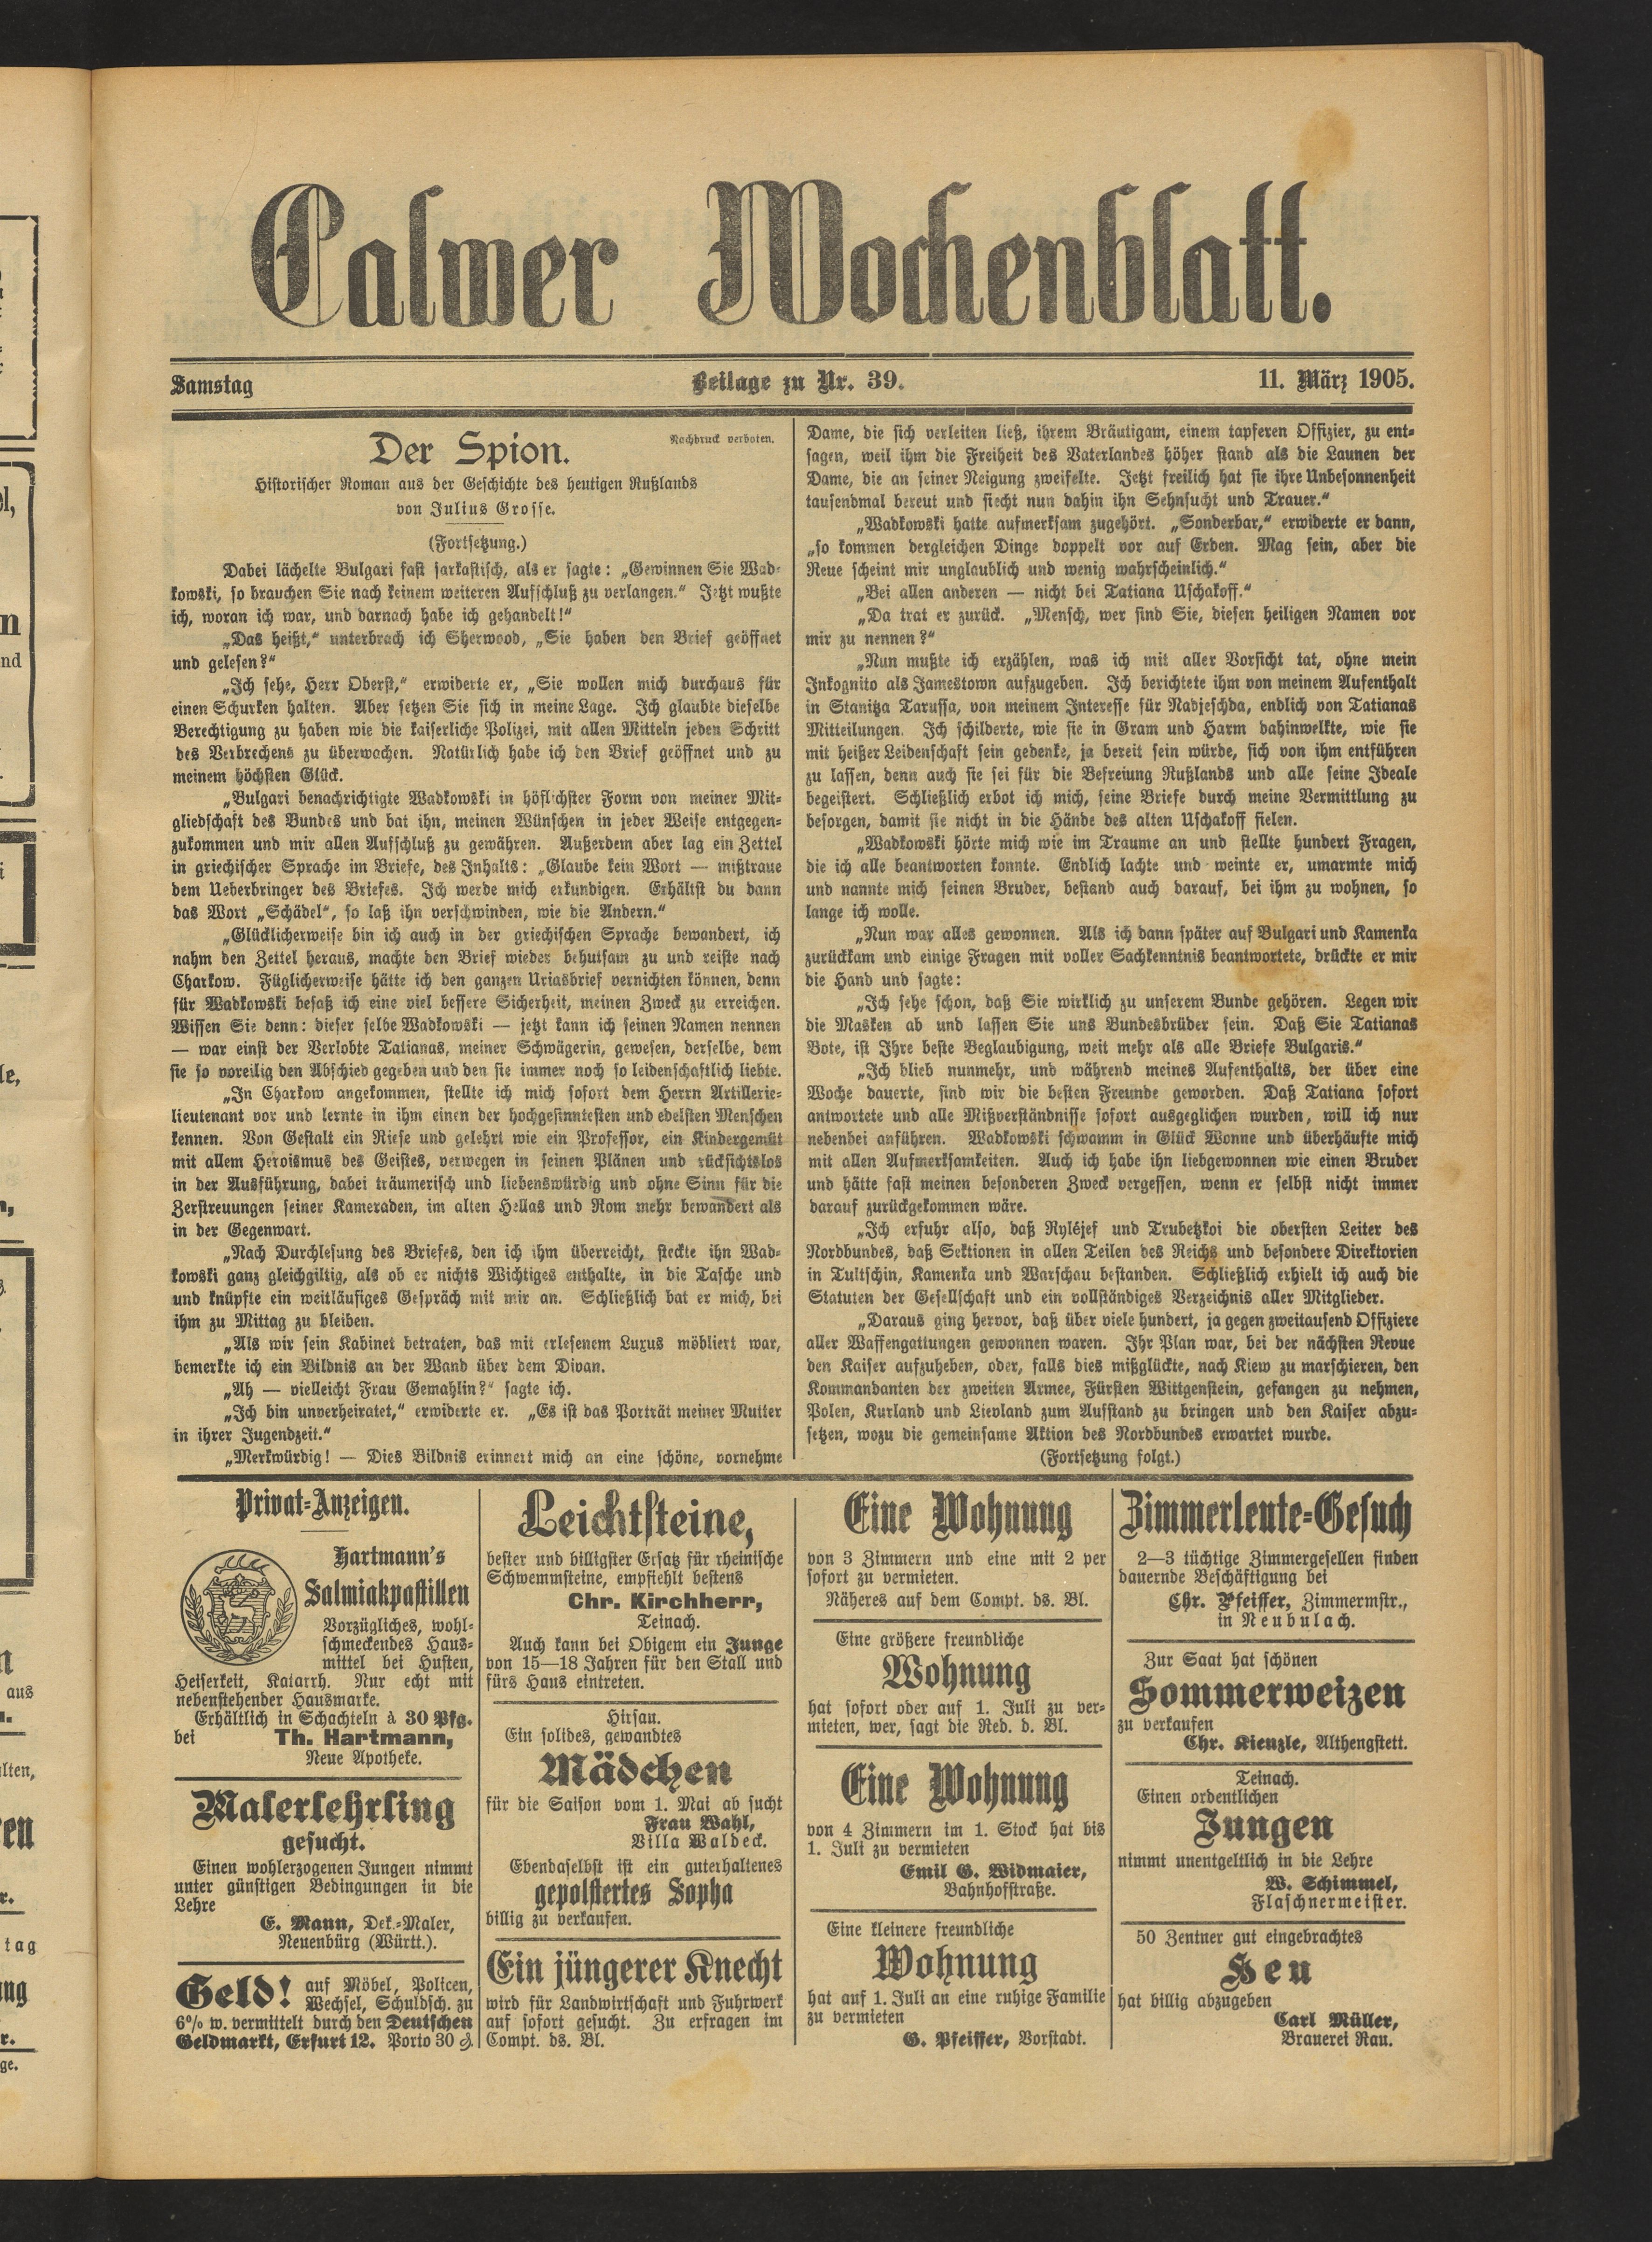 Calwer Wochenblatt.
Samstag
Beilage zu Nr. 39.
11. März 1905.
Nachdruck verboten.
Der Spion.
Historischer Roman aus der Geschichte des heutigen Rußlands
von Julius Grosse.
(Fortsetzung.)
Dabei lächelte Bulgari fast sarkastisch, als er sagte: „Gewinnen Sie Wad-
kowski, so brauchen Sie nach keinem weiteren Aufschluß zu verlangen.“ Jetzt wußte
ich, woran ich war, und darnach habe ich gehandelt!“
„Das heißt,“ unterbrach ich Sherwood, „Sie haben den Brief geöffnet
und gelesen?“
„Ich sehe, Herr Oberst,“ erwiderte er, „Sie wollen mich durchaus für
einen Schurken halten. Aber setzen Sie sich in meine Lage. Ich glaubte dieselbe
Berechtigung zu haben wie die kaiserliche Polizei, mit allen Mitteln jeden Schritt
des Verbrechens zu überwachen. Natürlich habe ich den Brief geöffnet und zu
meinem höchsten Glück.
„Bulgari benachrichtigte Wadkowski in höflichster Form von meiner Mit-
gliedschaft des Bundes und bat ihn, meinen Wünschen in jeder Weise entgegen-
zukommen und mir allen Aufschluß zu gewähren. Außerdem aber lag ein Zettel
in griechischer Sprache im Briefe, des Inhalts: „Glaube kein Wort — mißtraue
dem Ueberbringer des Briefes. Ich werde mich erkundigen. Erhältst du dann
das Wort „Schädel“, so laß ihn verschwinden, wie die Andern.“
„Glücklicherweise bin ich auch in der griechischen Sprache bewandert, ich
nahm den Zettel heraus, machte den Brief wieder behutsam zu und reiste nach
Charkow. Füglicherweise hätte ich den ganzen Uriasbrief vernichten können, denn
für Wadkowski besaß ich eine viel bessere Sicherheit, meinen Zweck zu erreichen.
Wissen Sie denn: dieser selbe Wadkowski — jetzt kann ich seinen Namen nennen
— war einst der Verlobte Tatianas, meiner Schwägerin, gewesen, derselbe, dem
sie so voreilig den Abschied gegeben und den sie immer noch so leidenschaftlich liebte.
„In Charkow angekommen, stellte ich mich sofort dem Herrn Artillerie-
lieutenant vor und lernte in ihm einen der hochgesinntesten und edelsten Menschen
kennen. Von Gestalt ein Riese und gelehrt wie ein Professor, ein Kindergemüt
mit allem Heroismus des Geistes, verwegen in seinen Plänen und rücksichtslos
in der Ausführung, dabei träumerisch und liebenswürdig und ohne Sinn für die
Zerstreuungen seiner Kameraden, im alten Hellas und Rom mehr bewandert als
in der Gegenwart.
„Nach Durchlesung des Briefes, den ich ihm überreicht, steckte ihn Wad-
kowski ganz gleichgiltig, als ob er nichts Wichtiges enthalte, in die Tasche und
und knüpfte ein weitläufiges Gespräch mit mir an. Schließlich bat er mich, bei
ihm zu Mittag zu bleiben.
„Als wir sein Kabinet betraten, das mit erlesenem Luxus möbliert war,
bemerkte ich ein Bildnis an der Wand über dem Divan.
„Ah — vielleicht Frau Gemahlin?“ sagte ich.
„Ich bin unverheiratet,“ erwiderte er. „Es ist das Porträt meiner Mutter
in ihrer Jugendzeit.“
„Merkwürdig! — Dies Bildnis erinnert mich an eine schöne, vornehme
Dame, die sich verleiten ließ, ihrem Bräutigam, einem tapferen Offizier, zu ent-
sagen, weil ihm die Freiheit des Vaterlandes höher stand als die Launen der
Dame, die an seiner Neigung zweifelte. Jetzt freilich hat sie ihre Unbesonnenheit
tausendmal bereut und siecht nun dahin ihn Sehnsucht und Trauer.“
„Wadkowski hatte aufmerksam zugehört. „Sonderbar,“ erwiderte er dann,
„so kommen dergleichen Dinge doppelt vor auf Erden. Mag sein, aber die
Reue scheint mir unglaublich und wenig wahrscheinlich.“
„Bei allen anderen — nicht bei Tatiana Uschakoff.“
„Da trat er zurück. „Mensch, wer sind Sie, diesen heiligen Namen vor
mir zu nennen?“
„Nun mußte ich erzählen, was ich mit aller Vorsicht tat, ohne mein
Inkognito als Jamestown aufzugeben. Ich berichtete ihm von meinem Aufenthalt
in Stanitza Tarussa, von meinem Interesse für Nadjeschda, endlich von Tatianas
Mitteilungen. Ich schilderte, wie sie in Gram und Harm dahinwelkte, wie sie
mit heißer Leidenschaft sein gedenke, ja bereit sein würde, sich von ihm entführen
zu lassen, denn auch sie sei für die Befreiung Rußlands und alle seine Ideale
begeistert. Schließlich erbot ich mich, seine Briefe durch meine Vermittlung zu
besorgen, damit sie nicht in die Hände des alten Uschakoff fielen.
„Wadkowski hörte mich wie im Traume an und stellte hundert Fragen,
die ich alle beantworten konnte. Endlich lachte und weinte er, umarmte mich
und nannte mich seinen Bruder, bestand auch darauf, bei ihm zu wohnen, so
lange ich wolle.
„Nun war alles gewonnen. Als ich dann später auf Bulgari und Kamenka
zurückkam und einige Fragen mit voller Sachkenntnis beantwortete, drückte er mir
die Hand und sagte:
„Ich sehe schon, daß Sie wirklich zu unserem Bunde gehören. Legen wir
die Masken ab und lassen Sie uns Bundesbrüder sein. Daß Sie Tatianas
Bote, ist Ihre beste Beglaubigung, weit mehr als alle Briefe Bulgaris.“
„Ich blieb nunmehr, und während meines Aufenthalts, der über eine
Woche dauerte, sind wir die besten Freunde geworden. Daß Tatiana sofort
antwortete und alle Mißverständnisse sofort ausgeglichen wurden, will ich nur
nebenbei anführen. Wadkowski schwamm in Glück Wonne und überhäufte mich
mit allen Aufmerksamkeiten. Auch ich habe ihn liebgewonnen wie einen Bruder
und hätte fast meinen besonderen Zweck vergessen, wenn er selbst nicht immer
darauf zurückgekommen wäre.
„Ich erfuhr also, daß Ryléjef und Trubetzkoi die obersten Leiter des
Nordbundes, daß Sektionen in allen Teilen des Reichs und besondere Direktorien
in Tultschin, Kamenka und Warschau bestanden. Schließlich erhielt ich auch die
Statuten der Gesellschaft und ein vollständiges Verzeichnis aller Mitglieder.
„Daraus ging hervor, daß über viele hundert, ja gegen zweitausend Offiziere
aller Waffengattungen gewonnen waren. Ihr Plan war, bei der nächsten Revue
den Kaiser aufzuheben, oder, falls dies mißglückte, nach Kiew zu marschieren, den
Kommandanten der zweiten Armee, Fürsten Wittgenstein, gefangen zu nehmen,
Polen, Kurland und Lievland zum Aufstand zu bringen und den Kaiser abzu-
setzen, wozu die gemeinsame Aktion des Nordbundes erwartet wurde.
(Fortsetzung folgt.)
Privat-Anzeigen.
Hartmann's
Salmiakpastillen
Vorzügliches, wohl-
schmeckendes Haus-
mittel bei Husten,
Heiserkeit, Katarrh. Nur echt mit
nebenstehender Hausmarke.
Erhältlich in Schachteln à 30 Pfg.
bei Th. Hartmann,
Neue Apotheke.
Malerlehrling
gesucht.
Einen wohlerzogenen Jungen nimmt
unter günstigen Bedingungen in die
Lehre
E. Mann, Dek.-Maler,
Neuenbürg (Württ.).
Geld! auf Möbel, Policen,
Wechsel, Schuldsch. zu
6% w. vermittelt durch den Deutschen
Geldmarkt, Erfurt 12. Porto 30 ₰.
Leichtsteine,
bester und billigster Ersatz für rheinische
Schwemmsteine, empfiehlt bestens
Chr. Kirchherr,
Teinach.
Auch kann bei Obigem ein Junge
von 15—18 Jahren für den Stall und
fürs Haus eintreten.
Hirsau.
Ein solides, gewandtes
Mädchen
für die Saison vom 1. Mai ab sucht
Frau Wahl,
Villa Waldeck.
Ebendaselbst ist ein guterhaltenes
gepolstertes Sopha
billig zu verkaufen.
Ein jüngerer Knecht
wird für Landwirtschaft und Fuhrwerk
auf sofort gesucht. Zu erfragen im
Compt. ds. Bl.
Eine Wohnung
von 3 Zimmern und eine mit 2 per
sofort zu vermieten.
Näheres auf dem Compt. ds. Bl.
Eine größere freundliche
Wohnung
hat sofort oder auf 1. Juli zu ver-
mieten, wer, sagt die Red. d. Bl.
Eine Wohnung
von 4 Zimmern im 1. Stock hat bis
1. Juli zu vermieten
Emil G. Widmaier,
Bahnhofstraße.
Eine kleinere freundliche
Wohnung
hat auf 1. Juli an eine ruhige Familie
zu vermieten
G. Pfeiffer, Vorstadt.
Zimmerleute-Gesuch
2—3 tüchtige Zimmergesellen finden
dauernde Beschäftigung bei
Chr. Pfeiffer, Zimmermstr.,
in Neubulach.
Zur Saat hat schönen
Sommerweizen
zu verkaufen
Chr. Kienzle, Althengstett.
Teinach.
Einen ordentlichen
Jungen
nimmt unentgeltlich in die Lehre
W. Schimmel,
Flaschnermeister.
50 Zentner gut eingebrachtes
Heu
hat billig abzugeben
Carl Müller,
Brauerei Rau.